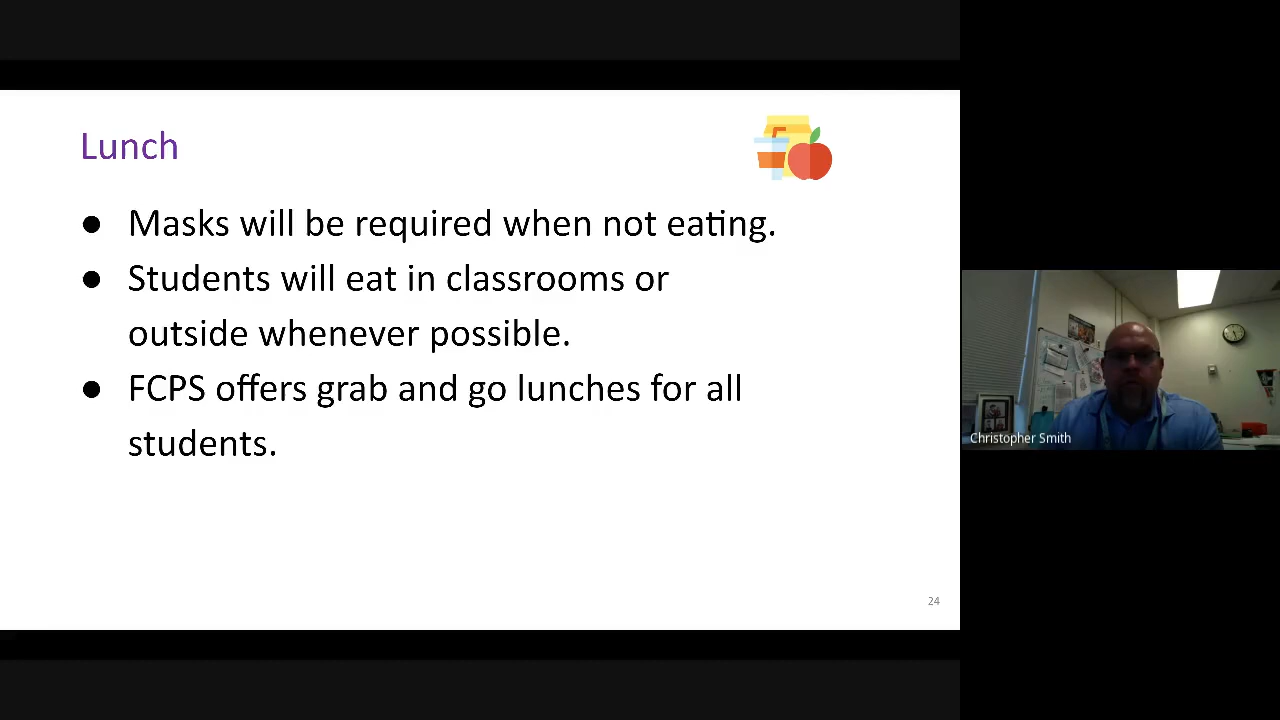 Lunch
● Masks will be required when not eating.
● Students will eat in classrooms or
outside whenever possible.
● FCPS offers grab and go lunches for all
students.
24
Christopher Smith